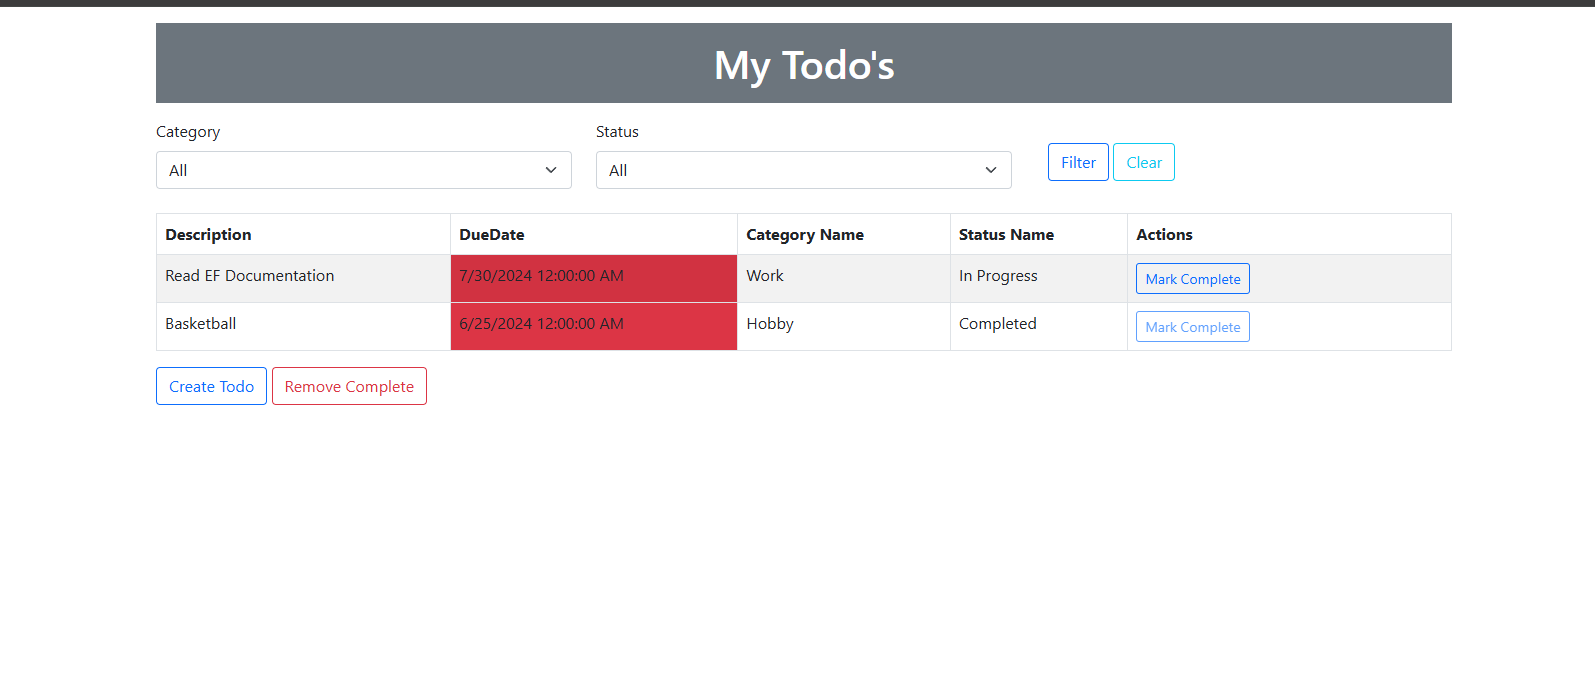 My Todo's
Category Status
All All Filter Clear
Description DueDate Category Name Status Name Actions
Read EF Documentation 7/30/2024 12:00:00 AM Work In Progress Mark Complete
Basketball 6/25/2024 12:00:00 AM Hobby Completed Mark Complete
Create Todo Remove Complete